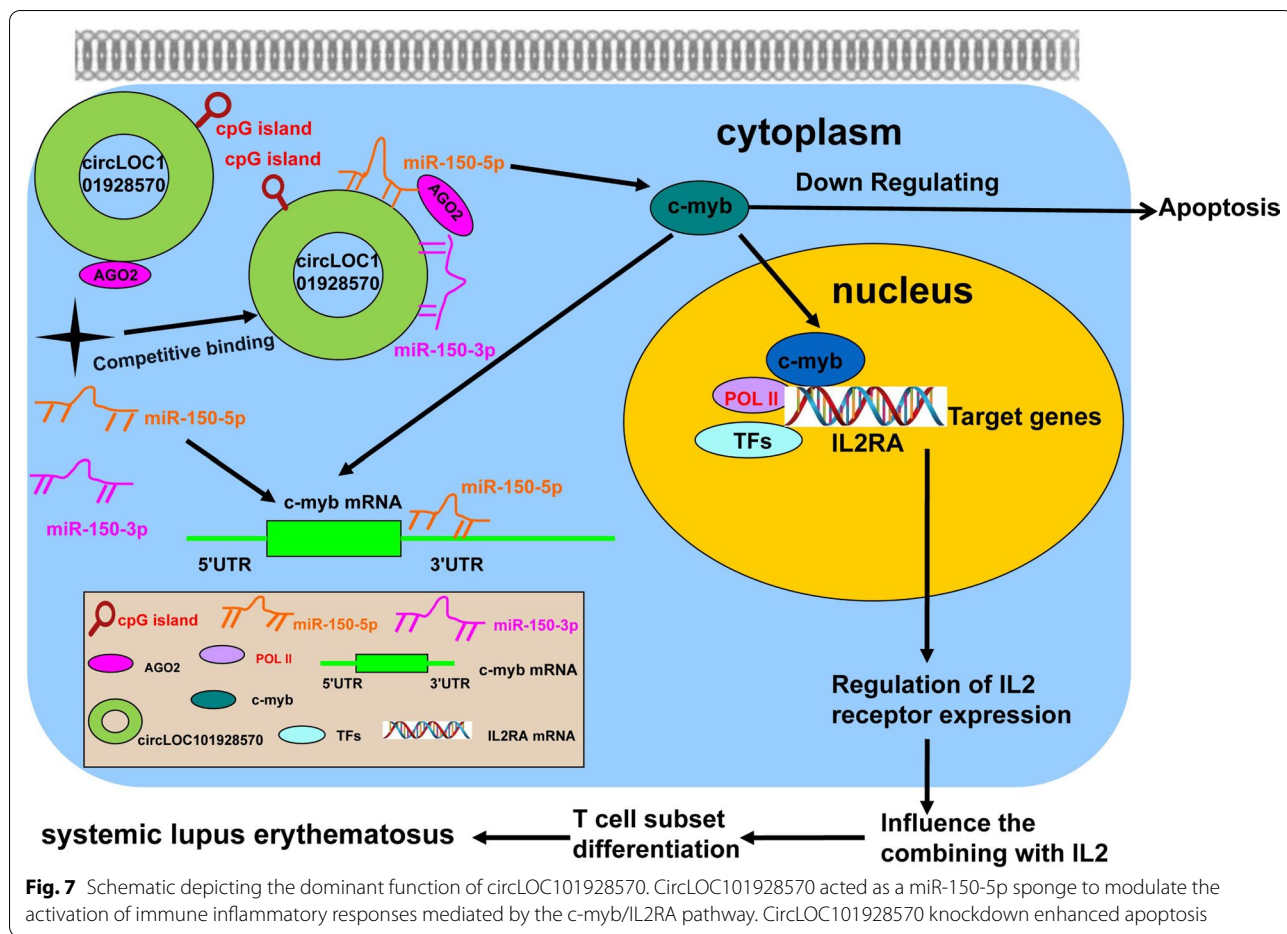 cytoplasm
circLOC1
01928570
cpG island
cpG island
miR-150-5p
AGO2
AGO2
circLOC1
01928570
c-myb
Down Regulating
Apoptosis
nucleus
c-myb
POL II
TFs
Target genes
IL2RA
Competitive binding
miR-150-3p
miR-150-5p
miR-150-3p
c-myb mRNA
miR-150-5p
5'UTR
3'UTR
cpG island
miR-150-5p
miR-150-3p
AGO2
POL II
c-myb mRNA
5'UTR
3'UTR
c-myb
circLOC101928570
TFs
IL2RA mRNA
Regulation of IL2
receptor expression
Influence the
combining with IL2
T cell subset
differentiation
systemic lupus erythematosus
Fig. 7 Schematic depicting the dominant function of circLOC101928570. CircLOC101928570 acted as a miR-150-5p sponge to modulate the
activation of immune inflammatory responses mediated by the c-myb/IL2RA pathway. CircLOC101928570 knockdown enhanced apoptosis